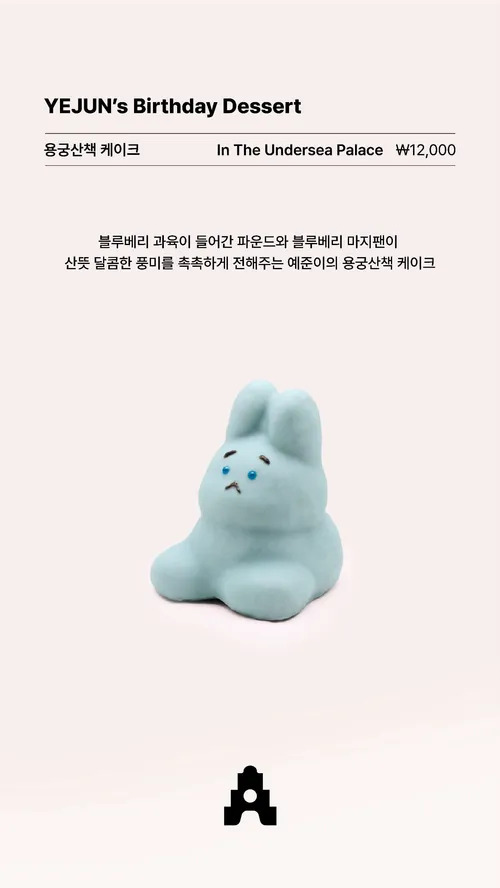 YEJUN’s Birthday Dessert
용궁산책 케이크 In The Undersea Palace ₩12,000
블루베리 과육이 들어간 파운드와 블루베리 마지팬이
산뜻 달콤한 풍미를 촉촉하게 전해주는 예준이의 용궁산책 케이크